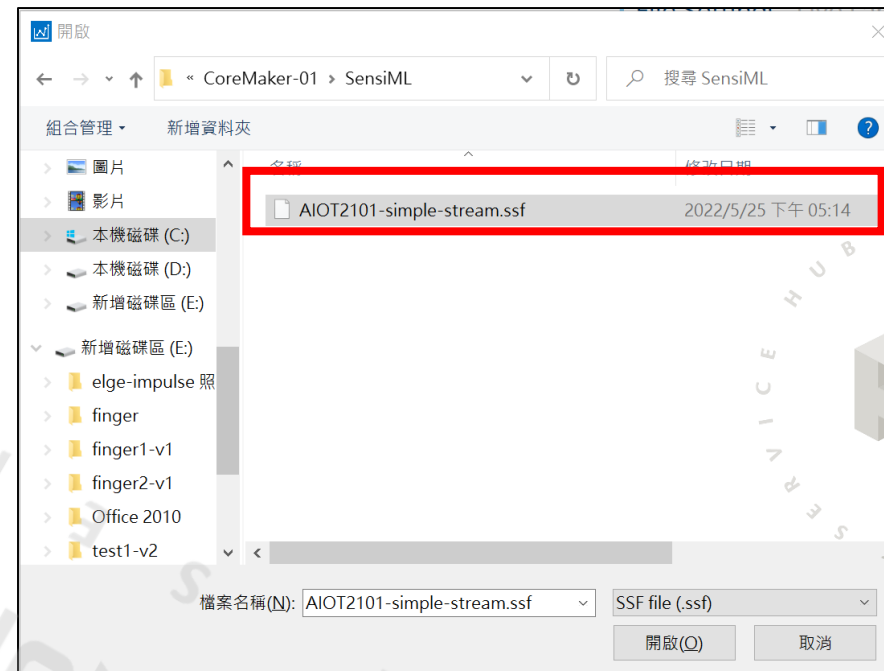 開啟
« CoreMaker-01 › SensiML
搜尋 SensiML
組合管理
新增資料夾
名稱
修改日期
圖片
影片
本機磁碟 (C:)
本機磁碟 (D:)
新增磁碟區 (E:)
新增磁碟區 (E:)
elge-impulse 照
finger
finger1-v1
finger2-v1
Office 2010
test1-v2
AIOT2101-simple-stream.ssf
2022/5/25 下午 05:14
檔案名稱(N):
AIOT2101-simple-stream.ssf
SSF file (.ssf)
開啟(O)
取消